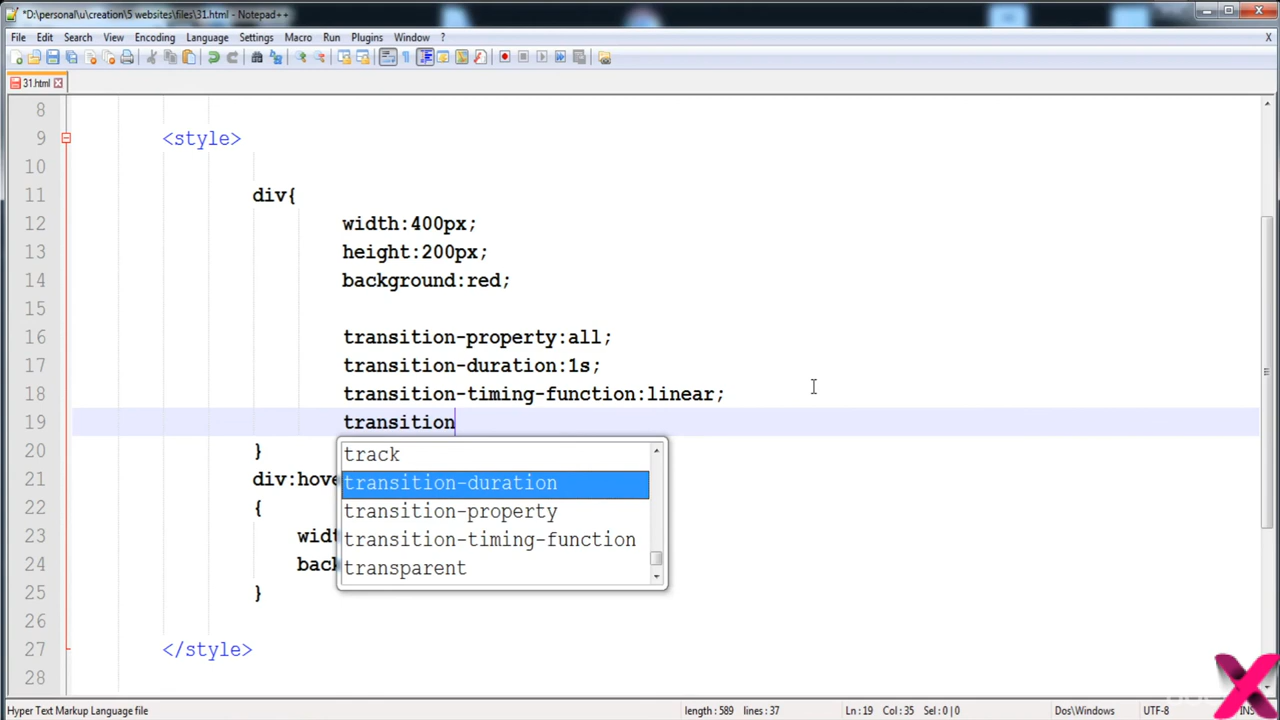 *D:\personal\u\creation\5 websites\files\31.html - Notepad++
File Edit Search View Encoding Language Settings Macro Run Plugins Window ? X
31.html
8
9 <style>
10
11 div{
12 width:400px;
13 height:200px;
14 background:red;
15
16 transition-property:all;
17 transition-duration:1s;
18 transition-timing-function:linear;
19 transition
20 }
track
21 div:hove
transition-duration
22 {
transition-property
23 widt
transition-timing-function
24 back
transparent
25 }
26
27 </style>
28
Hyper Text Markup Language file length:589 lines:37 Ln:19 Col:35 Sel:0|0 Dos\Windows UTF-8 INS